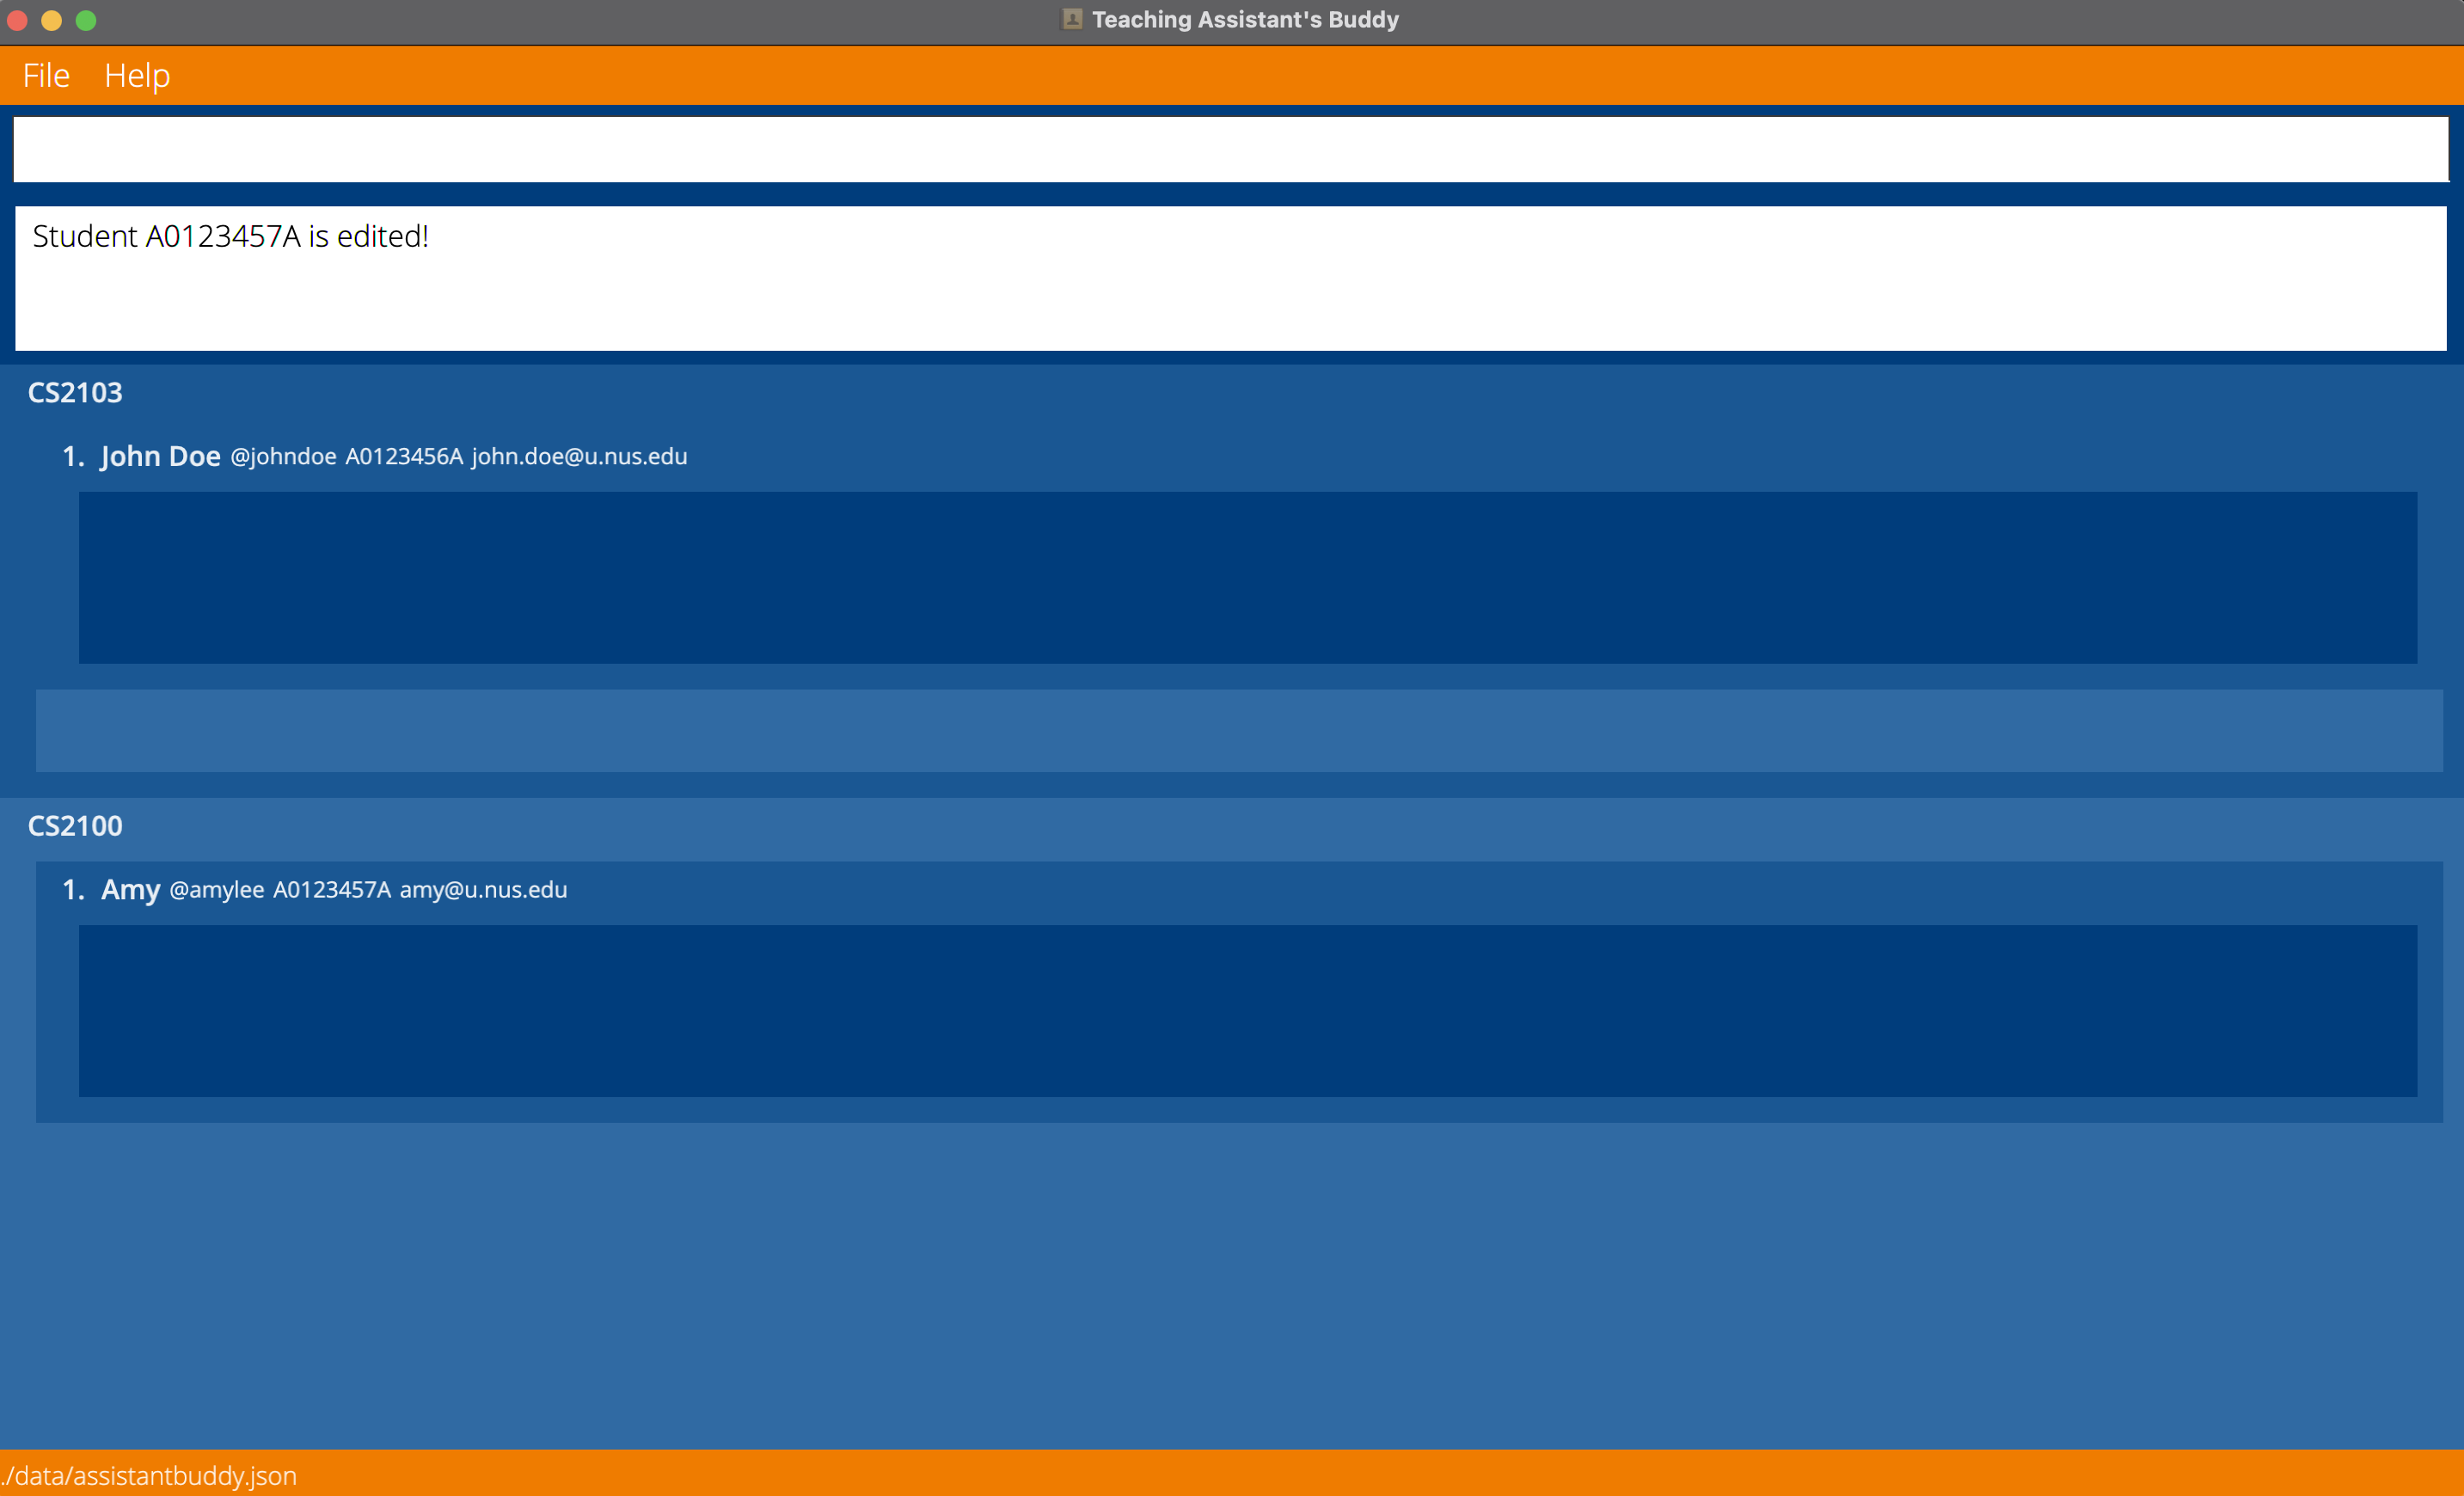 Teaching Assistant's Buddy
File Help
Student A0123457A is edited!
CS2103
1. John Doe @johndoe A0123456A john.doe@u.nus.edu
CS2100
1. Amy @amylee A0123457A amy@u.nus.edu
./data/assistantbuddy.json